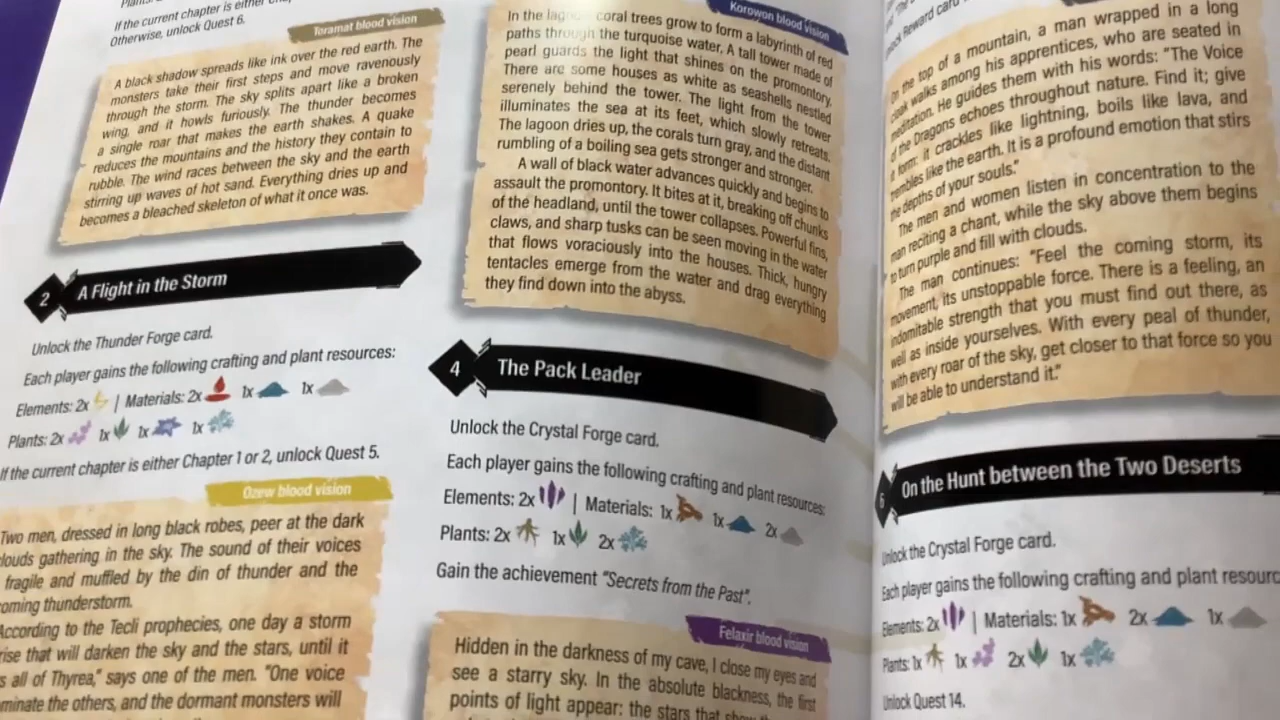 If the current chapter is either
Otherwise, unlock Quest 6.
Toramat blood vision
A black shadow spreads like ink over the red earth. The
monsters take their first steps and move ravenously
through the storm. The sky splits apart like a broken
wing, and it howls furiously. The thunder becomes
a single roar that makes the earth shakes. A quake
reduces the mountains and the history they contain to
rubble. The wind races between the sky and the earth
stirring up waves of hot sand. Everything dries up and
becomes a bleached skeleton of what it once was.
2 A Flight in the Storm
Unlock the Thunder Forge card.
Each player gains the following crafting and plant resources:
Elements: 2x | Materials: 2x 1x 1x
Plants: 2x 1x 1x 1x
If the current chapter is either Chapter 1 or 2, unlock Quest 5.
Ozew blood vision
Two men, dressed in long black robes, peer at the dark
clouds gathering in the sky. The sound of their voices
fragile and muffled by the din of thunder and the
coming thunderstorm.
According to the Tecli prophecies, one day a storm
rise that will darken the sky and the stars, until it
all of Thyrea," says one of the men. "One voice
the others, and the dormant monsters will
Korowon blood vision
In the coral trees grow to form a labyrinth of red
paths through the turquoise water. A tall tower made of
pearl guards the light that shines on the promontory.
There are some houses as white as seashells nestled
serenely behind the tower. The light from the tower
illuminates the sea at its feet, which slowly retreats.
The lagoon dries up, the corals turn gray, and the distant
rumbling of a boiling sea gets stronger and stronger.
A wall of black water advances quickly and begins to
assault the promontory. It bites at it, breaking off chunks
of the headland, until the tower collapses. Powerful fins,
claws, and sharp tusks can be seen moving in the water
that flows voraciously into the houses. Thick, hungry
tentacles emerge from the water and drag everything
they find down into the abyss.
4 The Pack Leader
Unlock the Crystal Forge card.
Each player gains the following crafting and plant resources:
Elements: 2x | Materials: 1x 1x 2x
Plants: 2x 1x 2x
Gain the achievement "Secrets from the Past".
Felaxir blood vision
Hidden in the darkness of my cave, I close my eyes and
see a starry sky. In the absolute blackness, the first
points of light appear: the stars that
Reward card
On the top of a mountain, a man wrapped in a long
cloak walks among his apprentices, who are seated in
meditation. He guides them with his words: "The Voice
of the Dragons echoes throughout nature. Find it; give
it form: it crackles like lightning, boils like lava, and
trembles like the earth. It is a profound emotion that stirs
the depths of your souls."
The men and women listen in concentration to the
man reciting a chant, while the sky above them begins
to turn purple and fill with clouds.
The man continues: "Feel the coming storm, its
movement, its unstoppable force. There is a feeling, an
indomitable strength that you must find out there, as
well as inside yourselves. With every peal of thunder,
with every roar of the sky, get closer to that force so you
will be able to understand it."
6 On the Hunt between the Two Deserts
Unlock the Crystal Forge card.
Each player gains the following crafting and plant
Elements: 2x | Materials: 1x 2x 1x
Plants: 1x 1x 2x 1x
Unlock Quest 14.